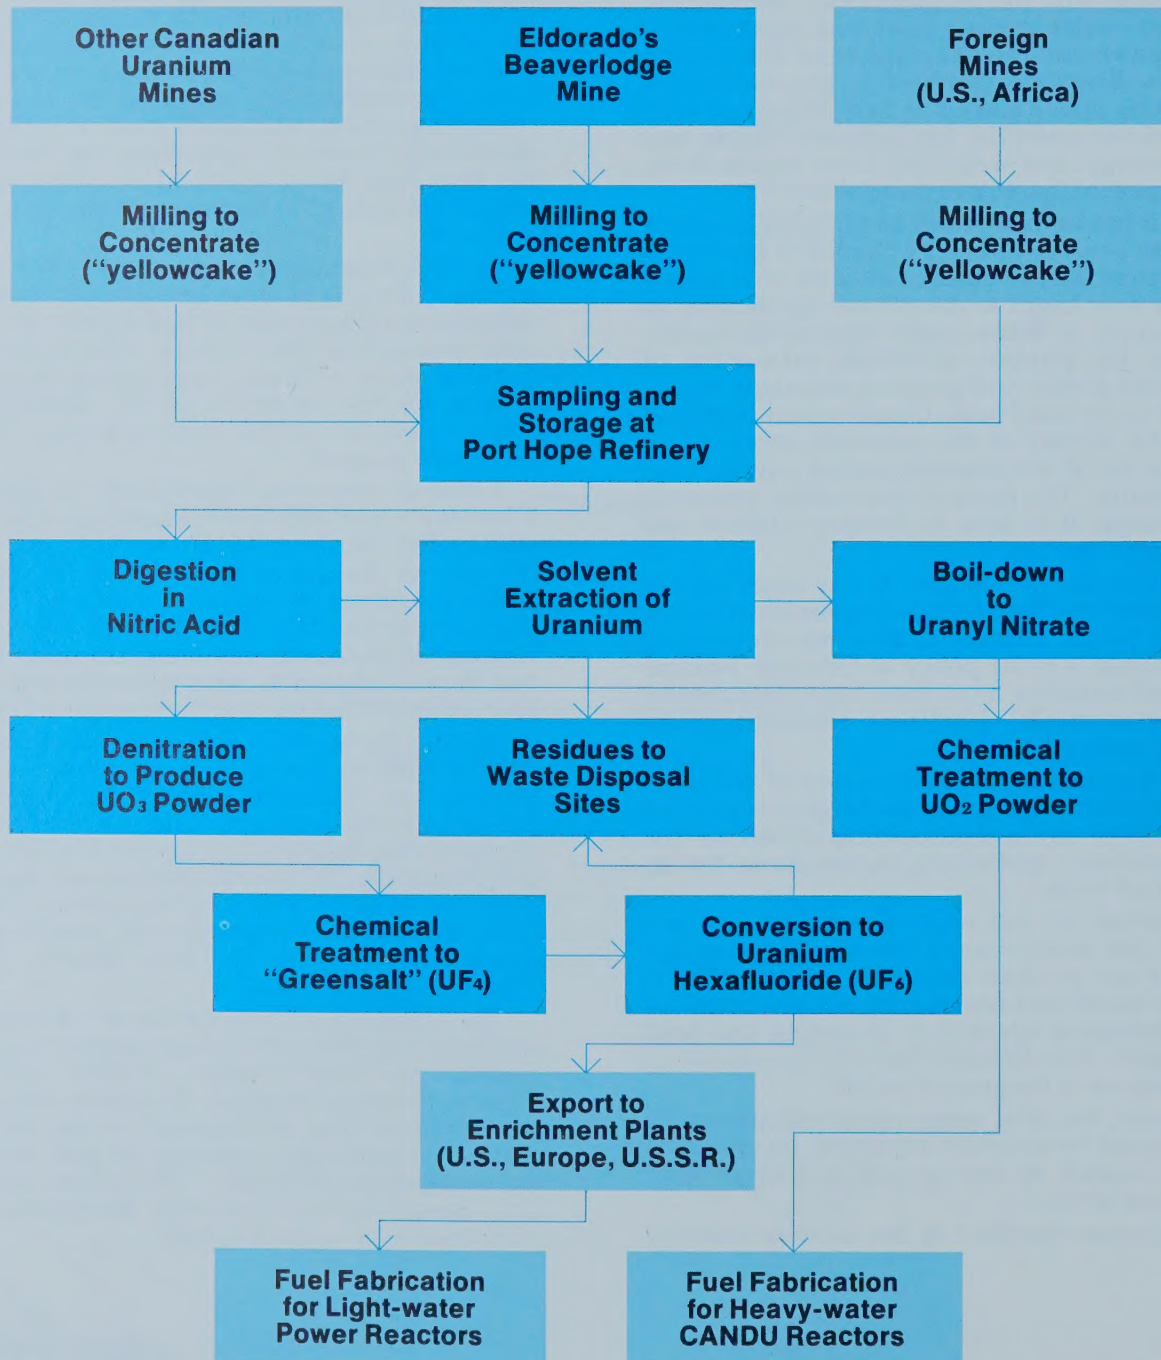 Other Canadian
Uranium
Mines
Eldorado’s
Beaverlodge
Mine
Foreign
Mines
(U.S., Africa)
Milling to
Concentrate
(“yellowcake”)
Milling to
Concentrate
(“yellowcake”)
Milling to
Concentrate
(“yellowcake”)
Sampling and
Storage at
Port Hope Refinery
Digestion
in
Nitric Acid
Solvent
Extraction of
Uranium
Boil-down
to
Uranyl Nitrate
Denitration
to Produce
UO₃ Powder
Residues to
Waste Disposal
Sites
Chemical
Treatment to
UO₂ Powder
Chemical
Treatment to
“Greensalt” (UF₄)
Conversion to
Uranium
Hexafluoride (UF₆)
Export to
Enrichment Plants
(U.S., Europe, U.S.S.R.)
Fuel Fabrication
for Light-water
Power Reactors
Fuel Fabrication
for Heavy-water
CANDU Reactors